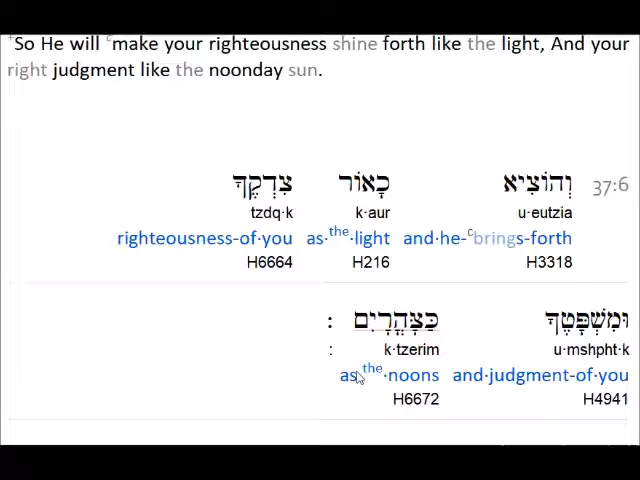 +So He will cmake your righteousness shine forth like the light, And your
right judgment like the noonday sun.
37:6 וְהוֹצִיא כָאוֹר צִדְקֶךָ
u·eutzia k·aur tzdq·k
righteousness-of·you as·the·light and·he-cbrings-forth
H6664 H216 H3318
וּמִשְׁפָּטֶךָ כַּצָּהֳרָיִם :
u·mshpht·k k·tzerim :
as·the·noons and·judgment-of·you
H6672 H4941